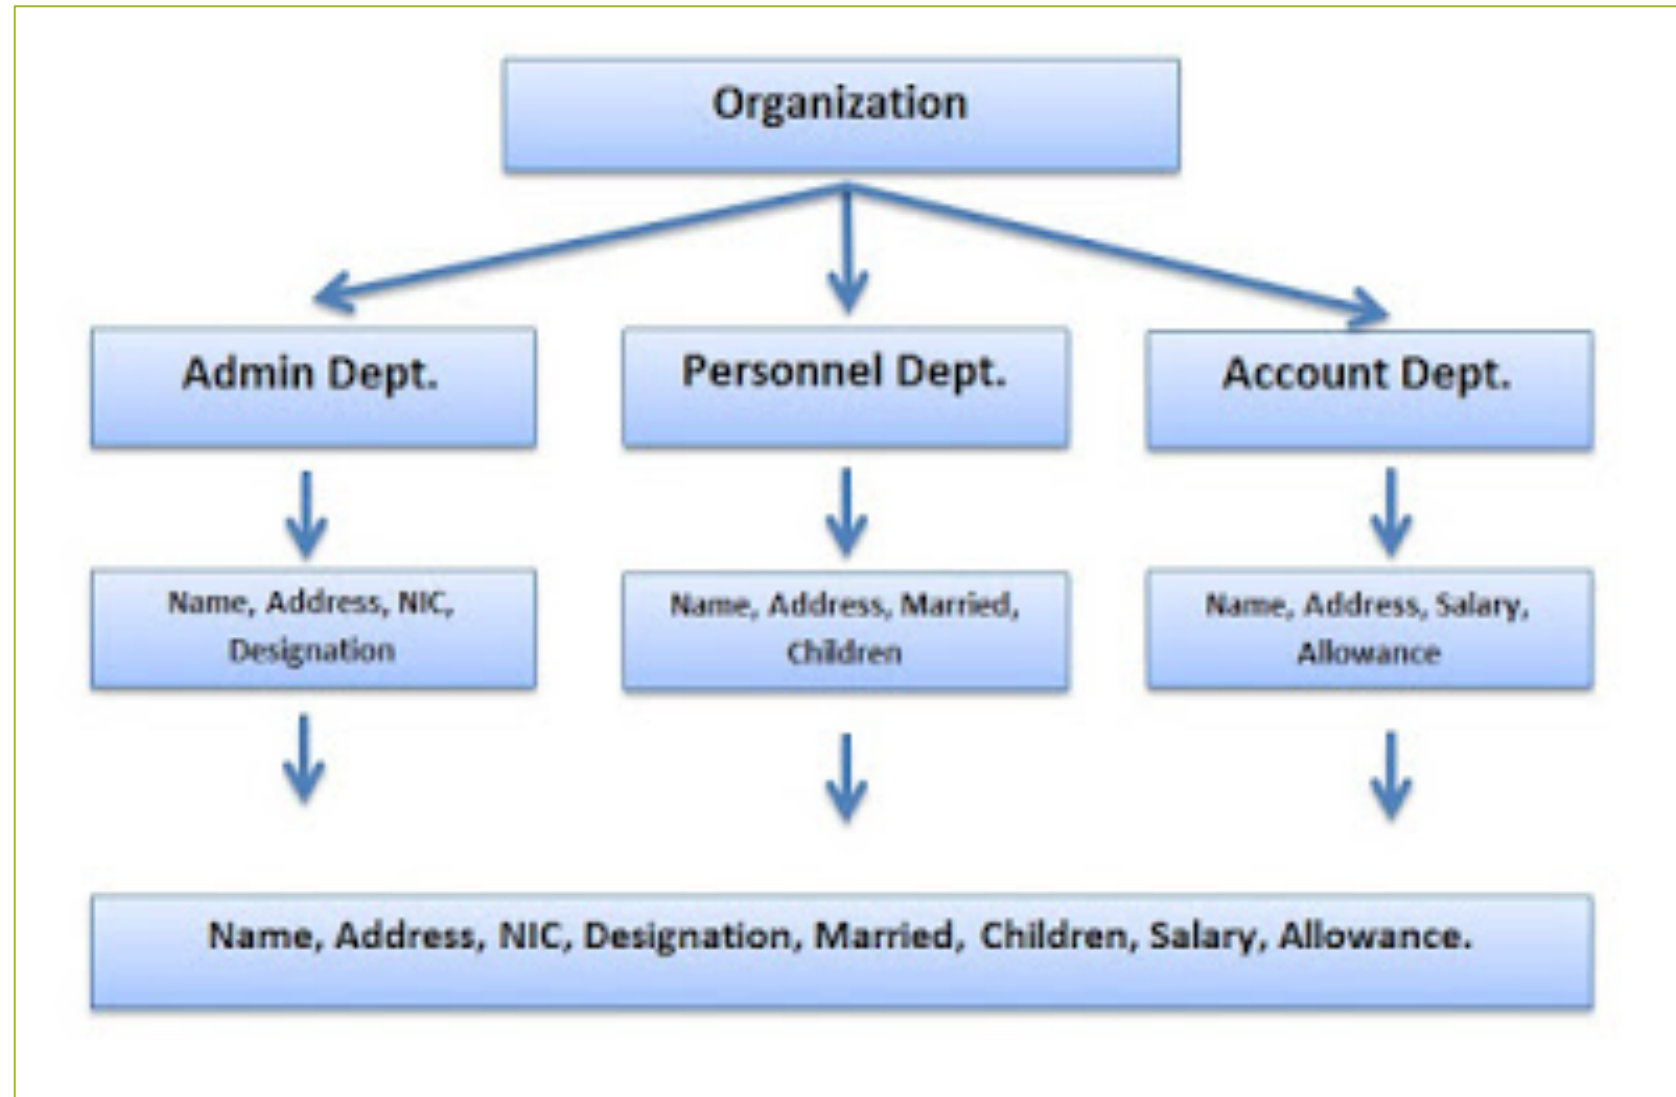 Organization
Admin Dept.
Personnel Dept.
Account Dept.
Name, Address, NIC,
Designation
Name, Address, Married,
Children
Name, Address, Salary,
Allowance
Name, Address, NIC, Designation, Married, Children, Salary, Allowance.